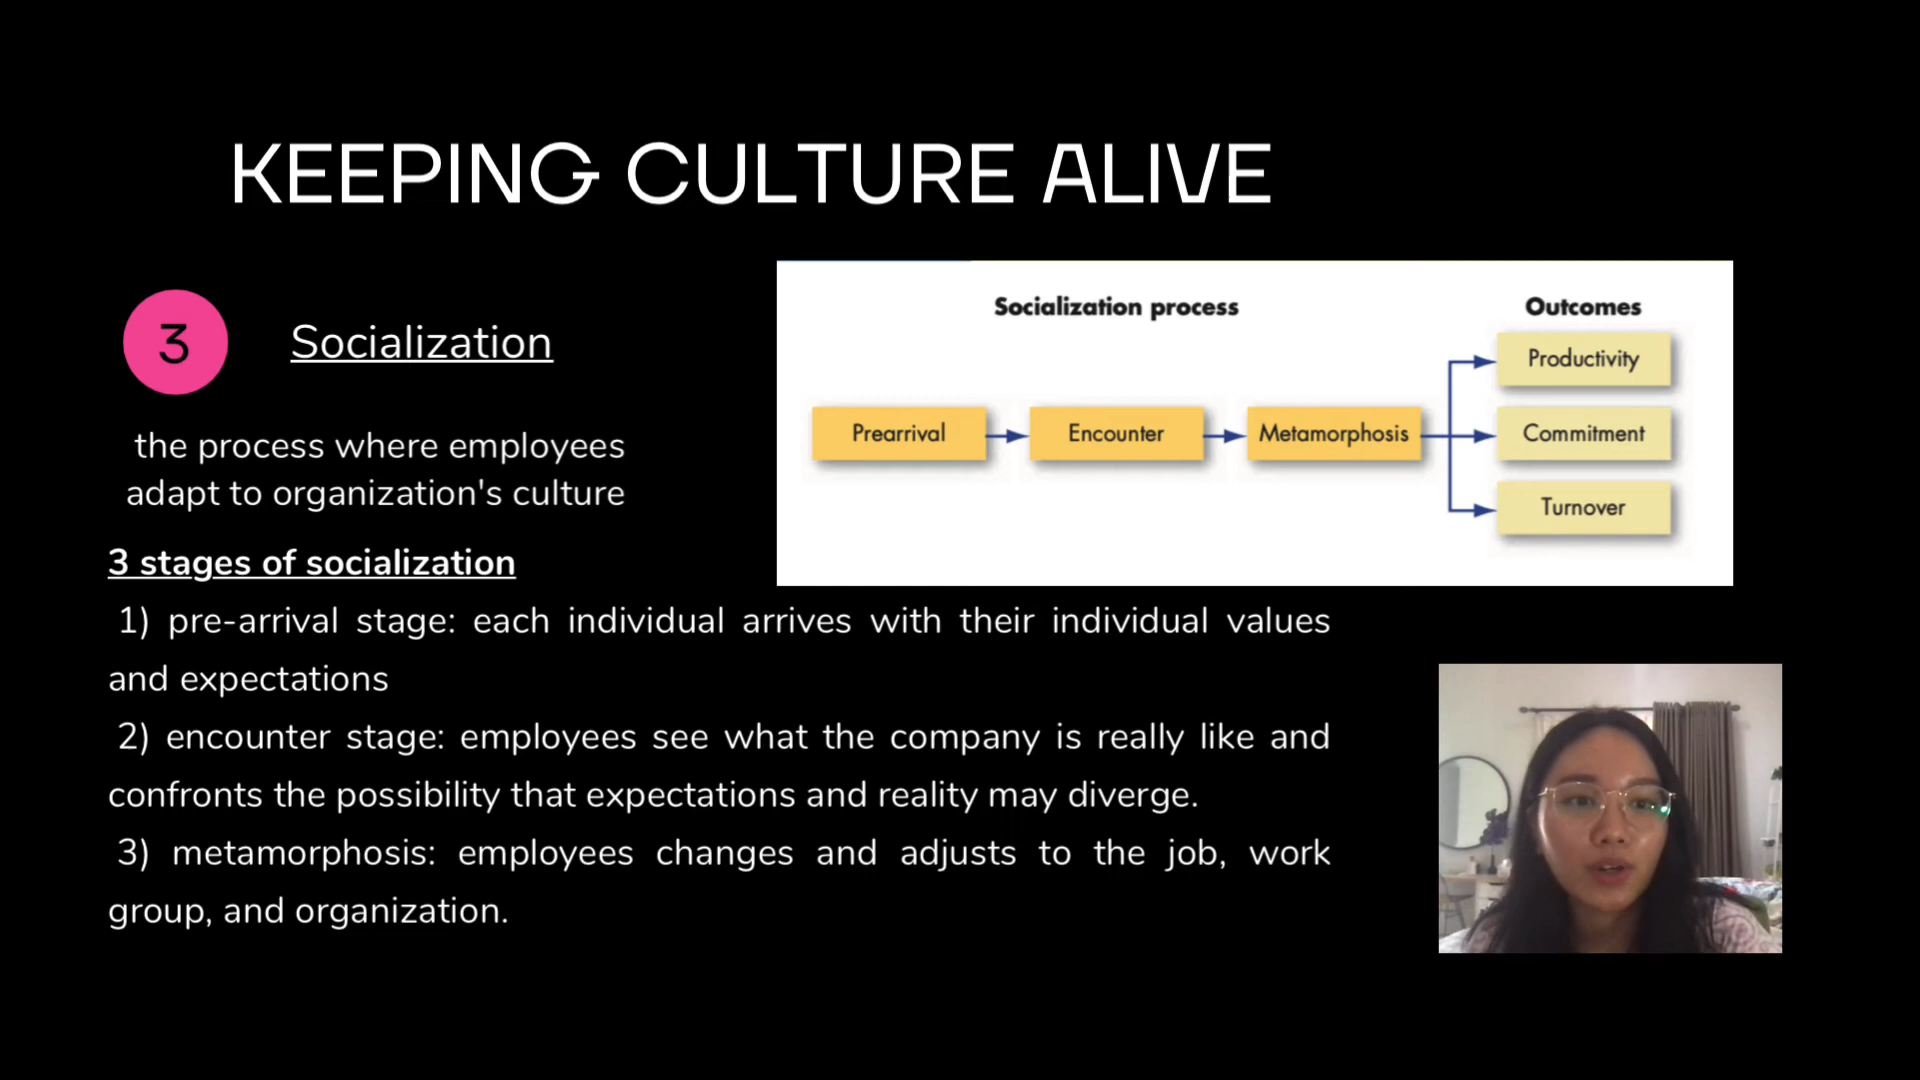 KEEPING CULTURE ALIVE
3
Socialization
the process where employees
adapt to organization's culture
3 stages of socialization
1) pre-arrival stage: each individual arrives with their individual values
and expectations
2) encounter stage: employees see what the company is really like and
confronts the possibility that expectations and reality may diverge.
3) metamorphosis: employees changes and adjusts to the job, work
group, and organization.
Socialization process
Outcomes
Prearrival
Encounter
Metamorphosis
Productivity
Commitment
Turnover